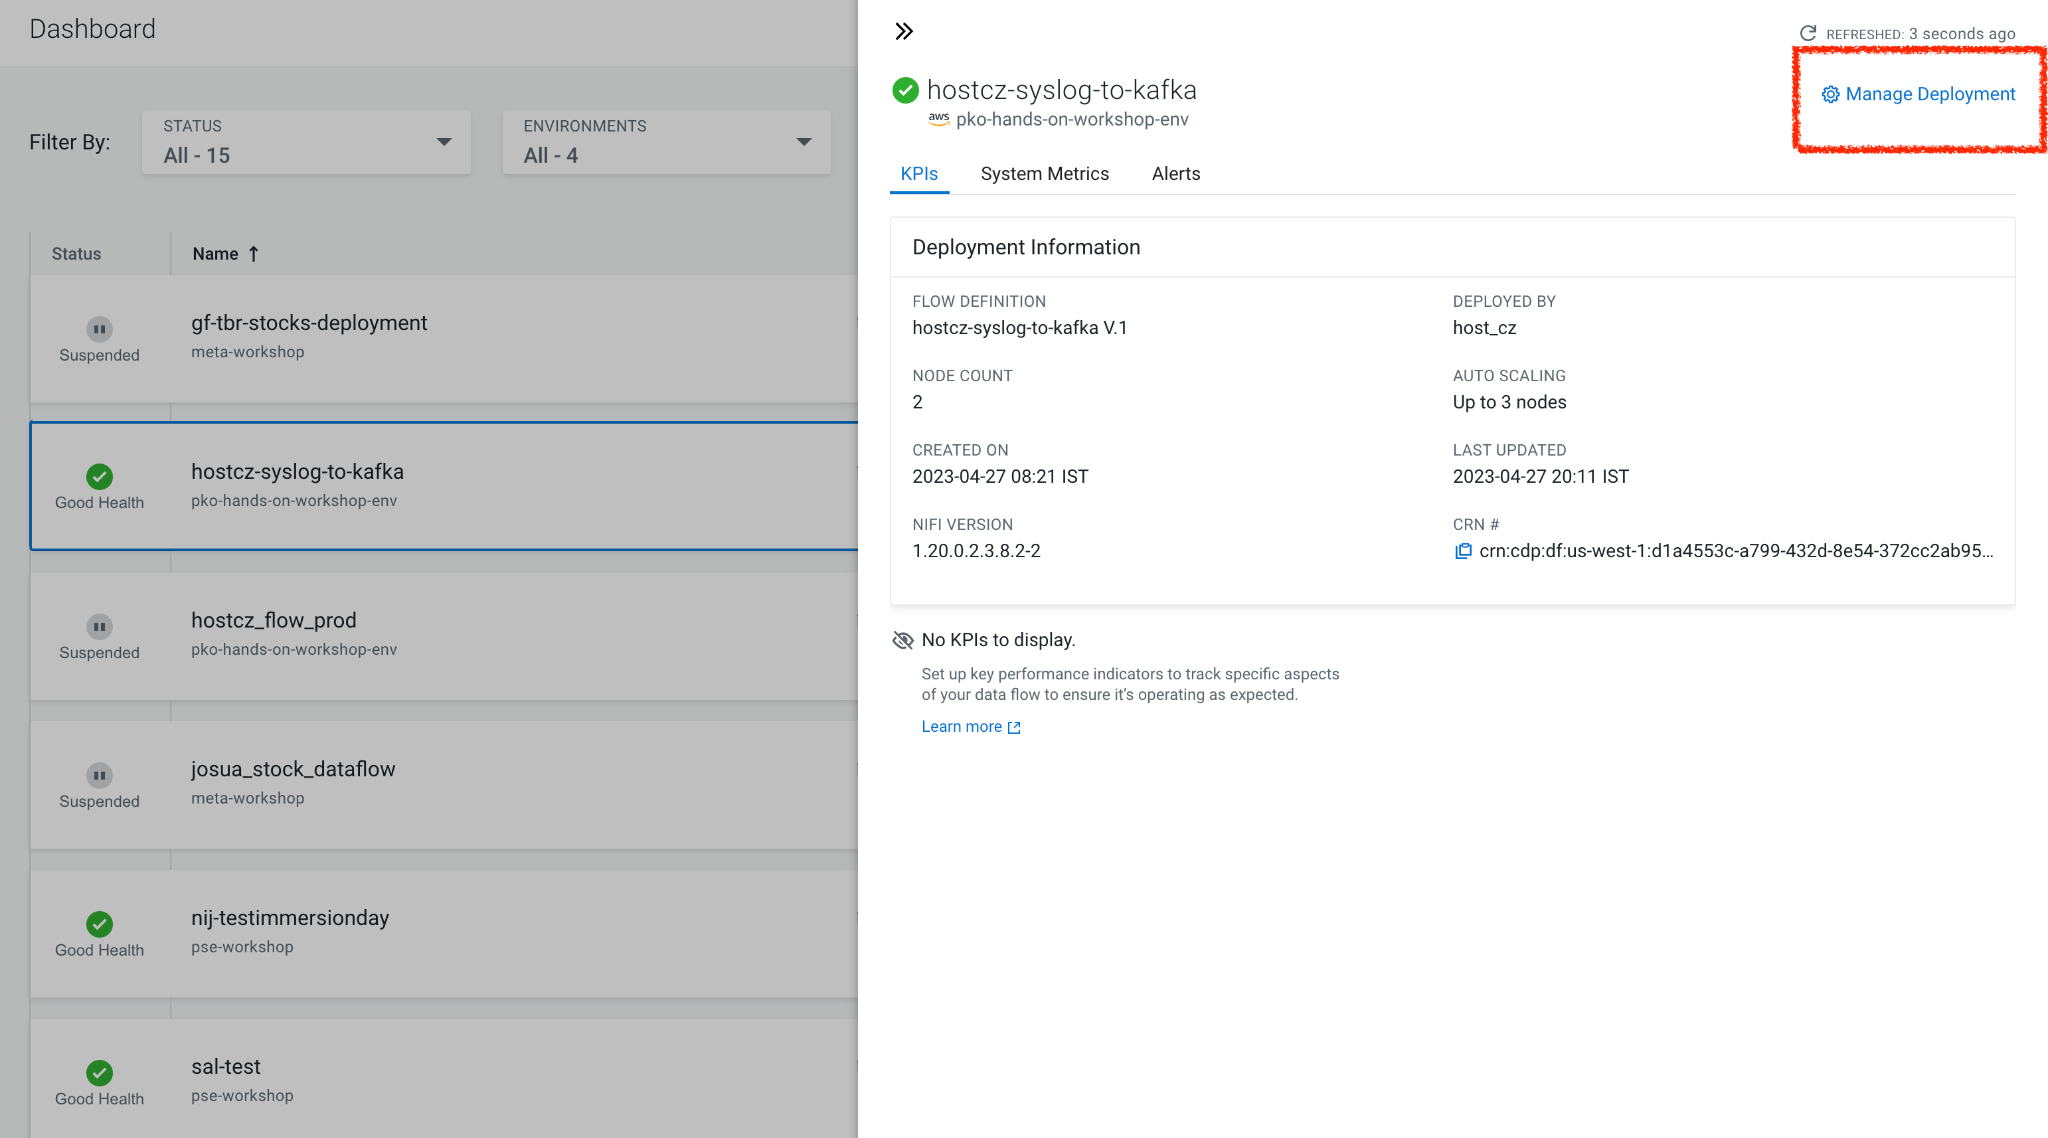 Dashboard
Filter By:
STATUS
All - 15
ENVIRONMENTS
All - 4
Status
Name ↑
gf-tbr-stocks-deployment
Suspended
meta-workshop
hostcz-syslog-to-kafka
Good Health
pko-hands-on-workshop-env
hostcz_flow_prod
Suspended
pko-hands-on-workshop-env
josua_stock_dataflow
Suspended
meta-workshop
nij-testimmersionday
Good Health
pse-workshop
sal-test
Good Health
pse-workshop
REFRESHED: 3 seconds ago
hostcz-syslog-to-kafka
Manage Deployment
aws pko-hands-on-workshop-env
KPIs System Metrics Alerts
Deployment Information
FLOW DEFINITION
hostcz-syslog-to-kafka V.1
DEPLOYED BY
host_cz
NODE COUNT
2
AUTO SCALING
Up to 3 nodes
CREATED ON
2023-04-27 08:21 IST
LAST UPDATED
2023-04-27 20:11 IST
NIFI VERSION
1.20.0.2.3.8.2-2
CRN #
crn:cdp:df:us-west-1:d1a4553c-a799-432d-8e54-372cc2ab95...
No KPIs to display.
Set up key performance indicators to track specific aspects
of your data flow to ensure it's operating as expected.
Learn more